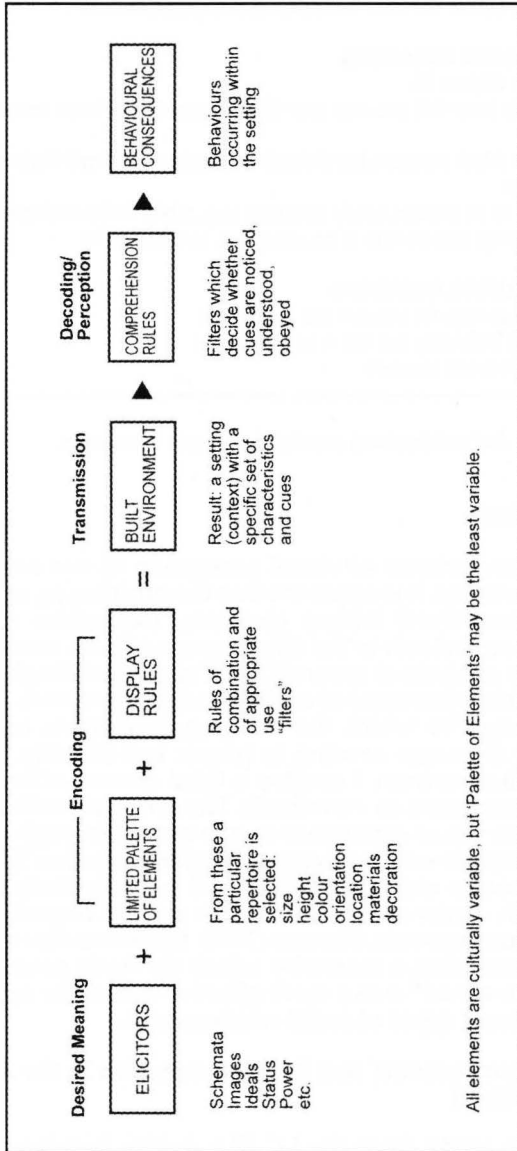 Desired Meaning
ELICITORS
Schemata
Images
Ideals
Status
Power
etc.
+
Encoding
LIMITED PALETTE
OF ELEMENTS
From these a
particular
repertoire is
selected:
size
height
colour
orientation
location
materials
decoration
+
DISPLAY
RULES
Rules of
combination and
of appropriate
use
"filters"
=
Transmission
BUILT
ENVIRONMENT
Result: a setting
(context) with a
specific set of
characteristics
and cues
Decoding/
Perception
COMPREHENSION
RULES
Filters which
decide whether
cues are noticed,
understood,
obeyed
BEHAVIOURAL
CONSEQUENCES
Behaviours
occurring within
the setting
All elements are culturally variable, but 'Palette of Elements' may be the least variable.